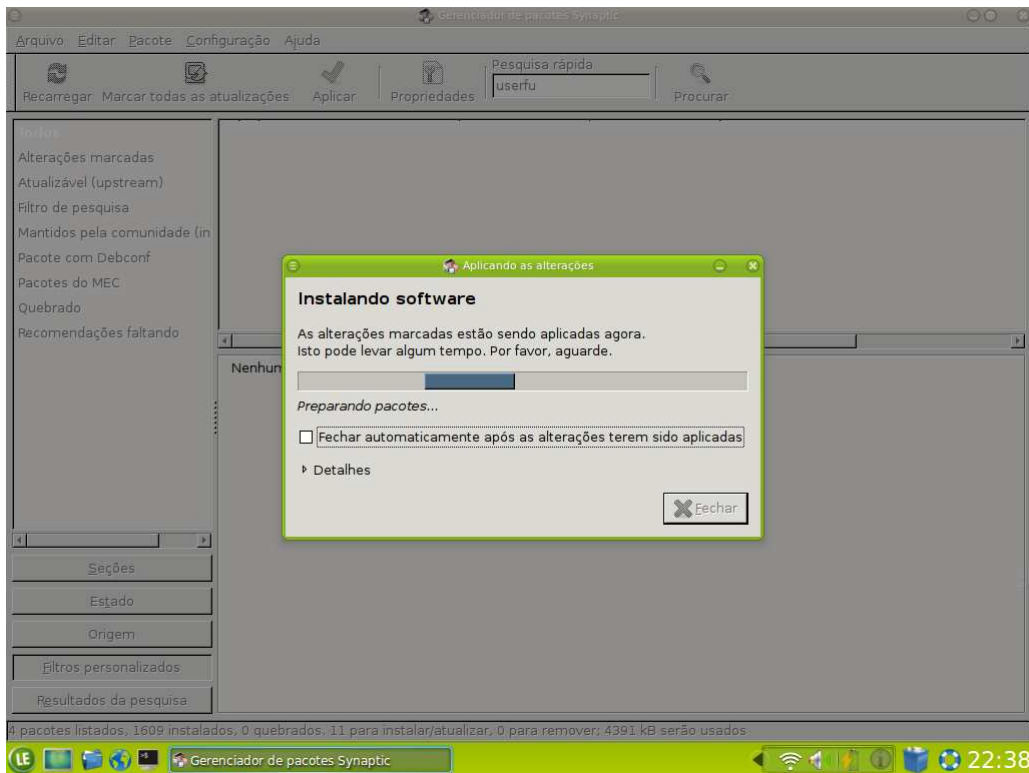 Gerenciador de pacotes Synaptic
Arquivo Editar Pacote Configuração Ajuda
Recarregar Marcar todas as atualizações Aplicar Propriedades Pesquisa rápida Procurar
userfu
Todos
Alterações marcadas
Atualizável (upstream)
Filtro de pesquisa
Mantidos pela comunidade (in
Pacote com Debconf
Pacotes do MEC
Quebrado
Recomendações faltando
Seções
Estado
Origem
Filtros personalizados
Resultados da pesquisa
Nenhum
Aplicando as alterações
Instalando software
As alterações marcadas estão sendo aplicadas agora.
Isto pode levar algum tempo. Por favor, aguarde.
Preparando pacotes...
Fechar automaticamente após as alterações terem sido aplicadas
Detalhes
Fechar
4 pacotes listados, 1609 instalados, 0 quebrados. 11 para instalar/atualizar, 0 para remover; 4391 kB serão usados
LE Gerenciador de pacotes Synaptic 22:38